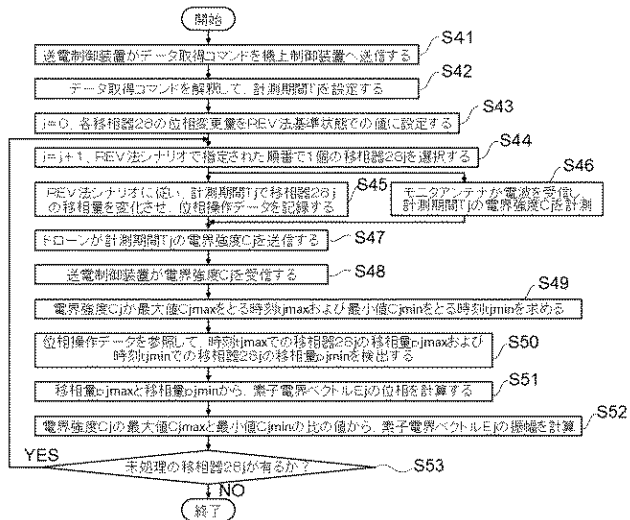 開始
送電制御装置がデータ取得コマンドを機上制御装置へ送信する
S41
データ取得コマンドを解釈して、計測期間Tjを設定する
S42
j=0、各移相器28の位相変更量をREV法基準状態での値に設定する
S43
j=j+1、REV法シナリオで指定された順番で1個の移相器28jを選択する
S44
REV法シナリオに従い、計測期間Tjで移相器28j
の移相量を変化させ、位相操作データを記録する
S45
モニタアンテナが電波を受信し、
計測期間Tjの電界強度Cjを計測
S46
ドローンが計測期間Tjの電界強度Cjを送信する
S47
送電制御装置が電界強度Cjを受信する
S48
電界強度Cjが最大値Cjmaxをとる時刻tjmaxおよび最小値Cjminをとる時刻tjminを求める
S49
位相操作データを参照して、時刻tjmaxでの移相器28jの移相量pjmaxおよび
時刻tjminでの移相器28jの移相量pjminを検出する
S50
移相量pjmaxと移相量pjminから、素子電界ベクトルEjの位相を計算する
S51
電界強度Cjの最大値Cjmaxと最小値Cjminの比の値から、素子電界ベクトルEjの振幅を計算
S52
YES
未処理の移相器28jが有るか？
S53
NO
終了